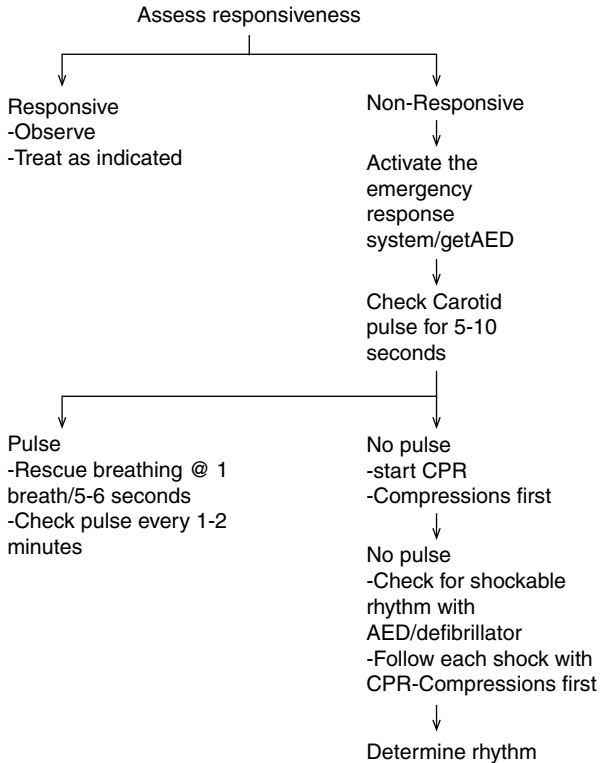 Assess responsiveness
Responsive
-Observe
-Treat as indicated
Non-Responsive
Activate the
emergency
response
system/getAED
Check Carotid
pulse for 5-10
seconds
Pulse
-Rescue breathing @ 1
breath/5-6 seconds
-Check pulse every 1-2
minutes
No pulse
-start CPR
-Compressions first
No pulse
-Check for shockable
rhythm with
AED/defibrillator
-Follow each shock with
CPR-Compressions first
Determine rhythm